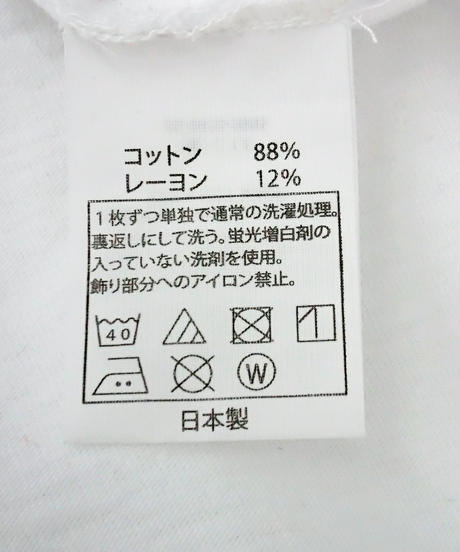 コットン 88%
レーヨン 12%
1枚ずつ単独で通常の洗濯処理。
裏返しにして洗う。蛍光増白剤の
入っていない洗剤を使用。
飾り部分へのアイロン禁止。
40
W
日本製